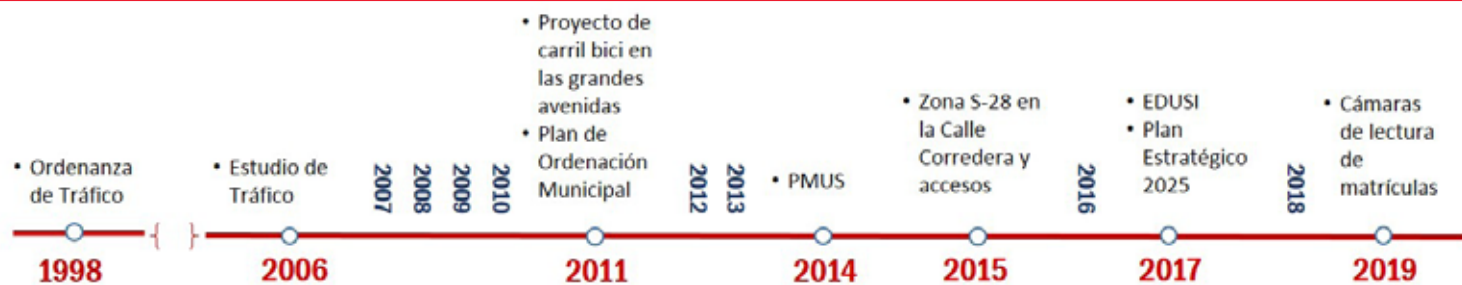 • Ordenanza
de Tráfico
1998
• Estudio de
Tráfico
2006
2007
2008
2009
2010
• Proyecto de
carril bici en
las grandes
avenidas
• Plan de
Ordenación
Municipal
2011
2012
2013
• PMUS
2014
• Zona S-28 en
la Calle
Corredera y
accesos
2015
2016
• EDUSI
• Plan
Estratégico
2025
2017
2018
• Cámaras
de lectura
de
matrículas
2019